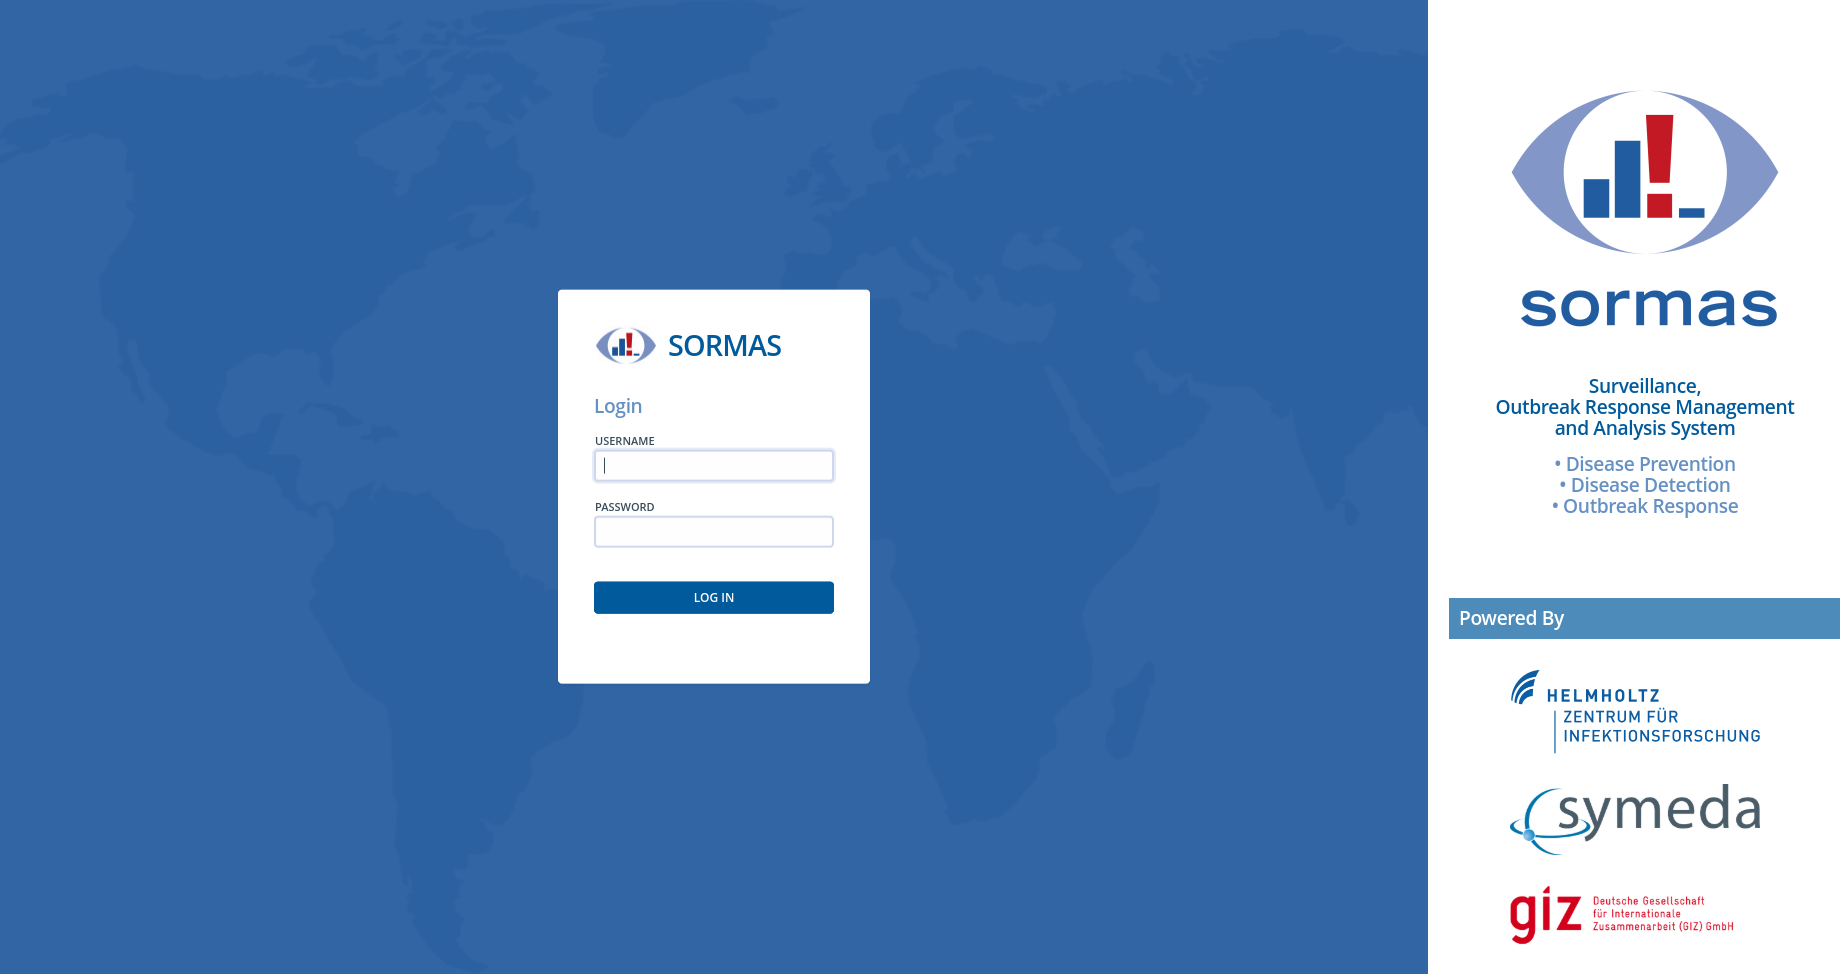 SORMAS
Login
USERNAME
PASSWORD
LOG IN
sormas
Surveillance,
Outbreak Response Management
and Analysis System
• Disease Prevention
• Disease Detection
• Outbreak Response
Powered By
HELMHOLTZ
ZENTRUM FÜR
INFEKTIONSFORSCHUNG
symeda
giz
Deutsche Gesellschaft
für Internationale
Zusammenarbeit (GIZ) GmbH